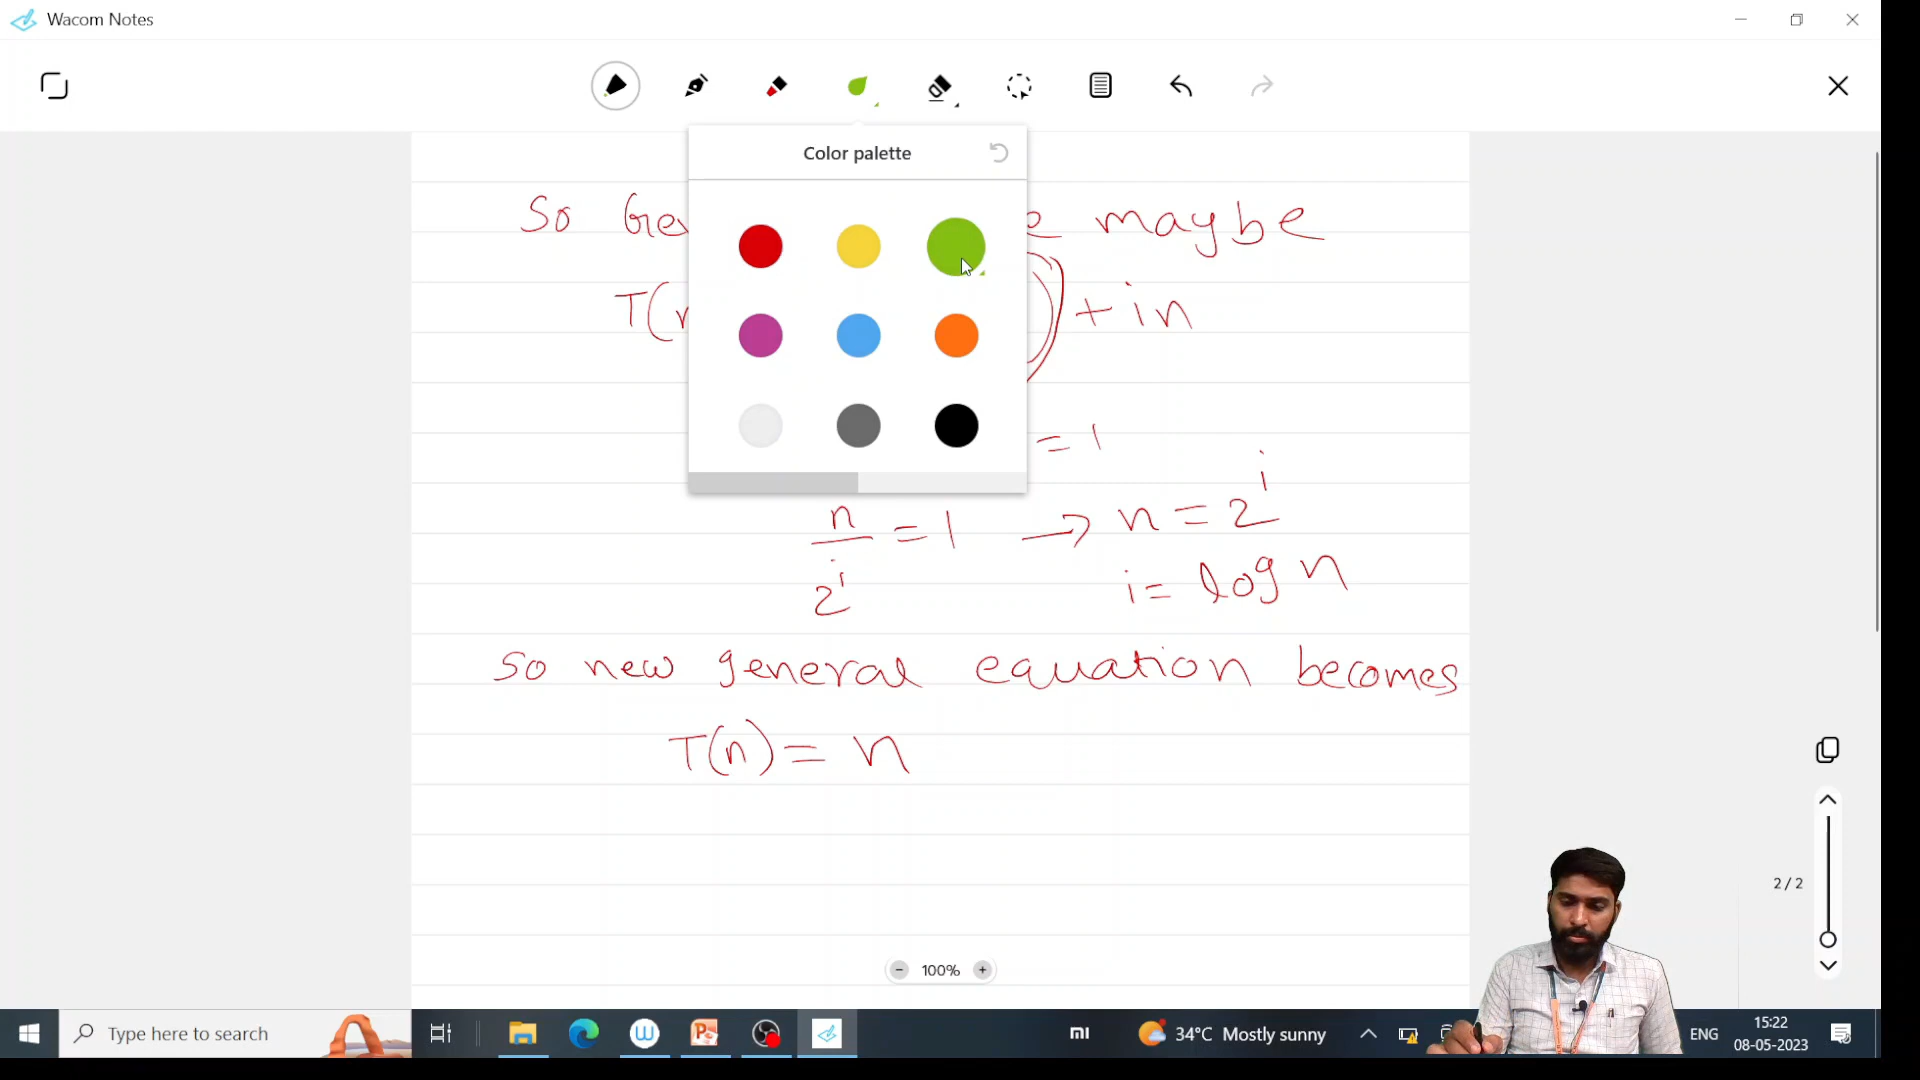 Wacom Notes
Color palette
So maybe
T( + in
= 1
n/2^i = 1 → n = 2^i
i = log n
So new general equation becomes
T(n) = n
2 / 2
100%
Type here to search
34°C Mostly sunny
ENG
15:22
08-05-2023